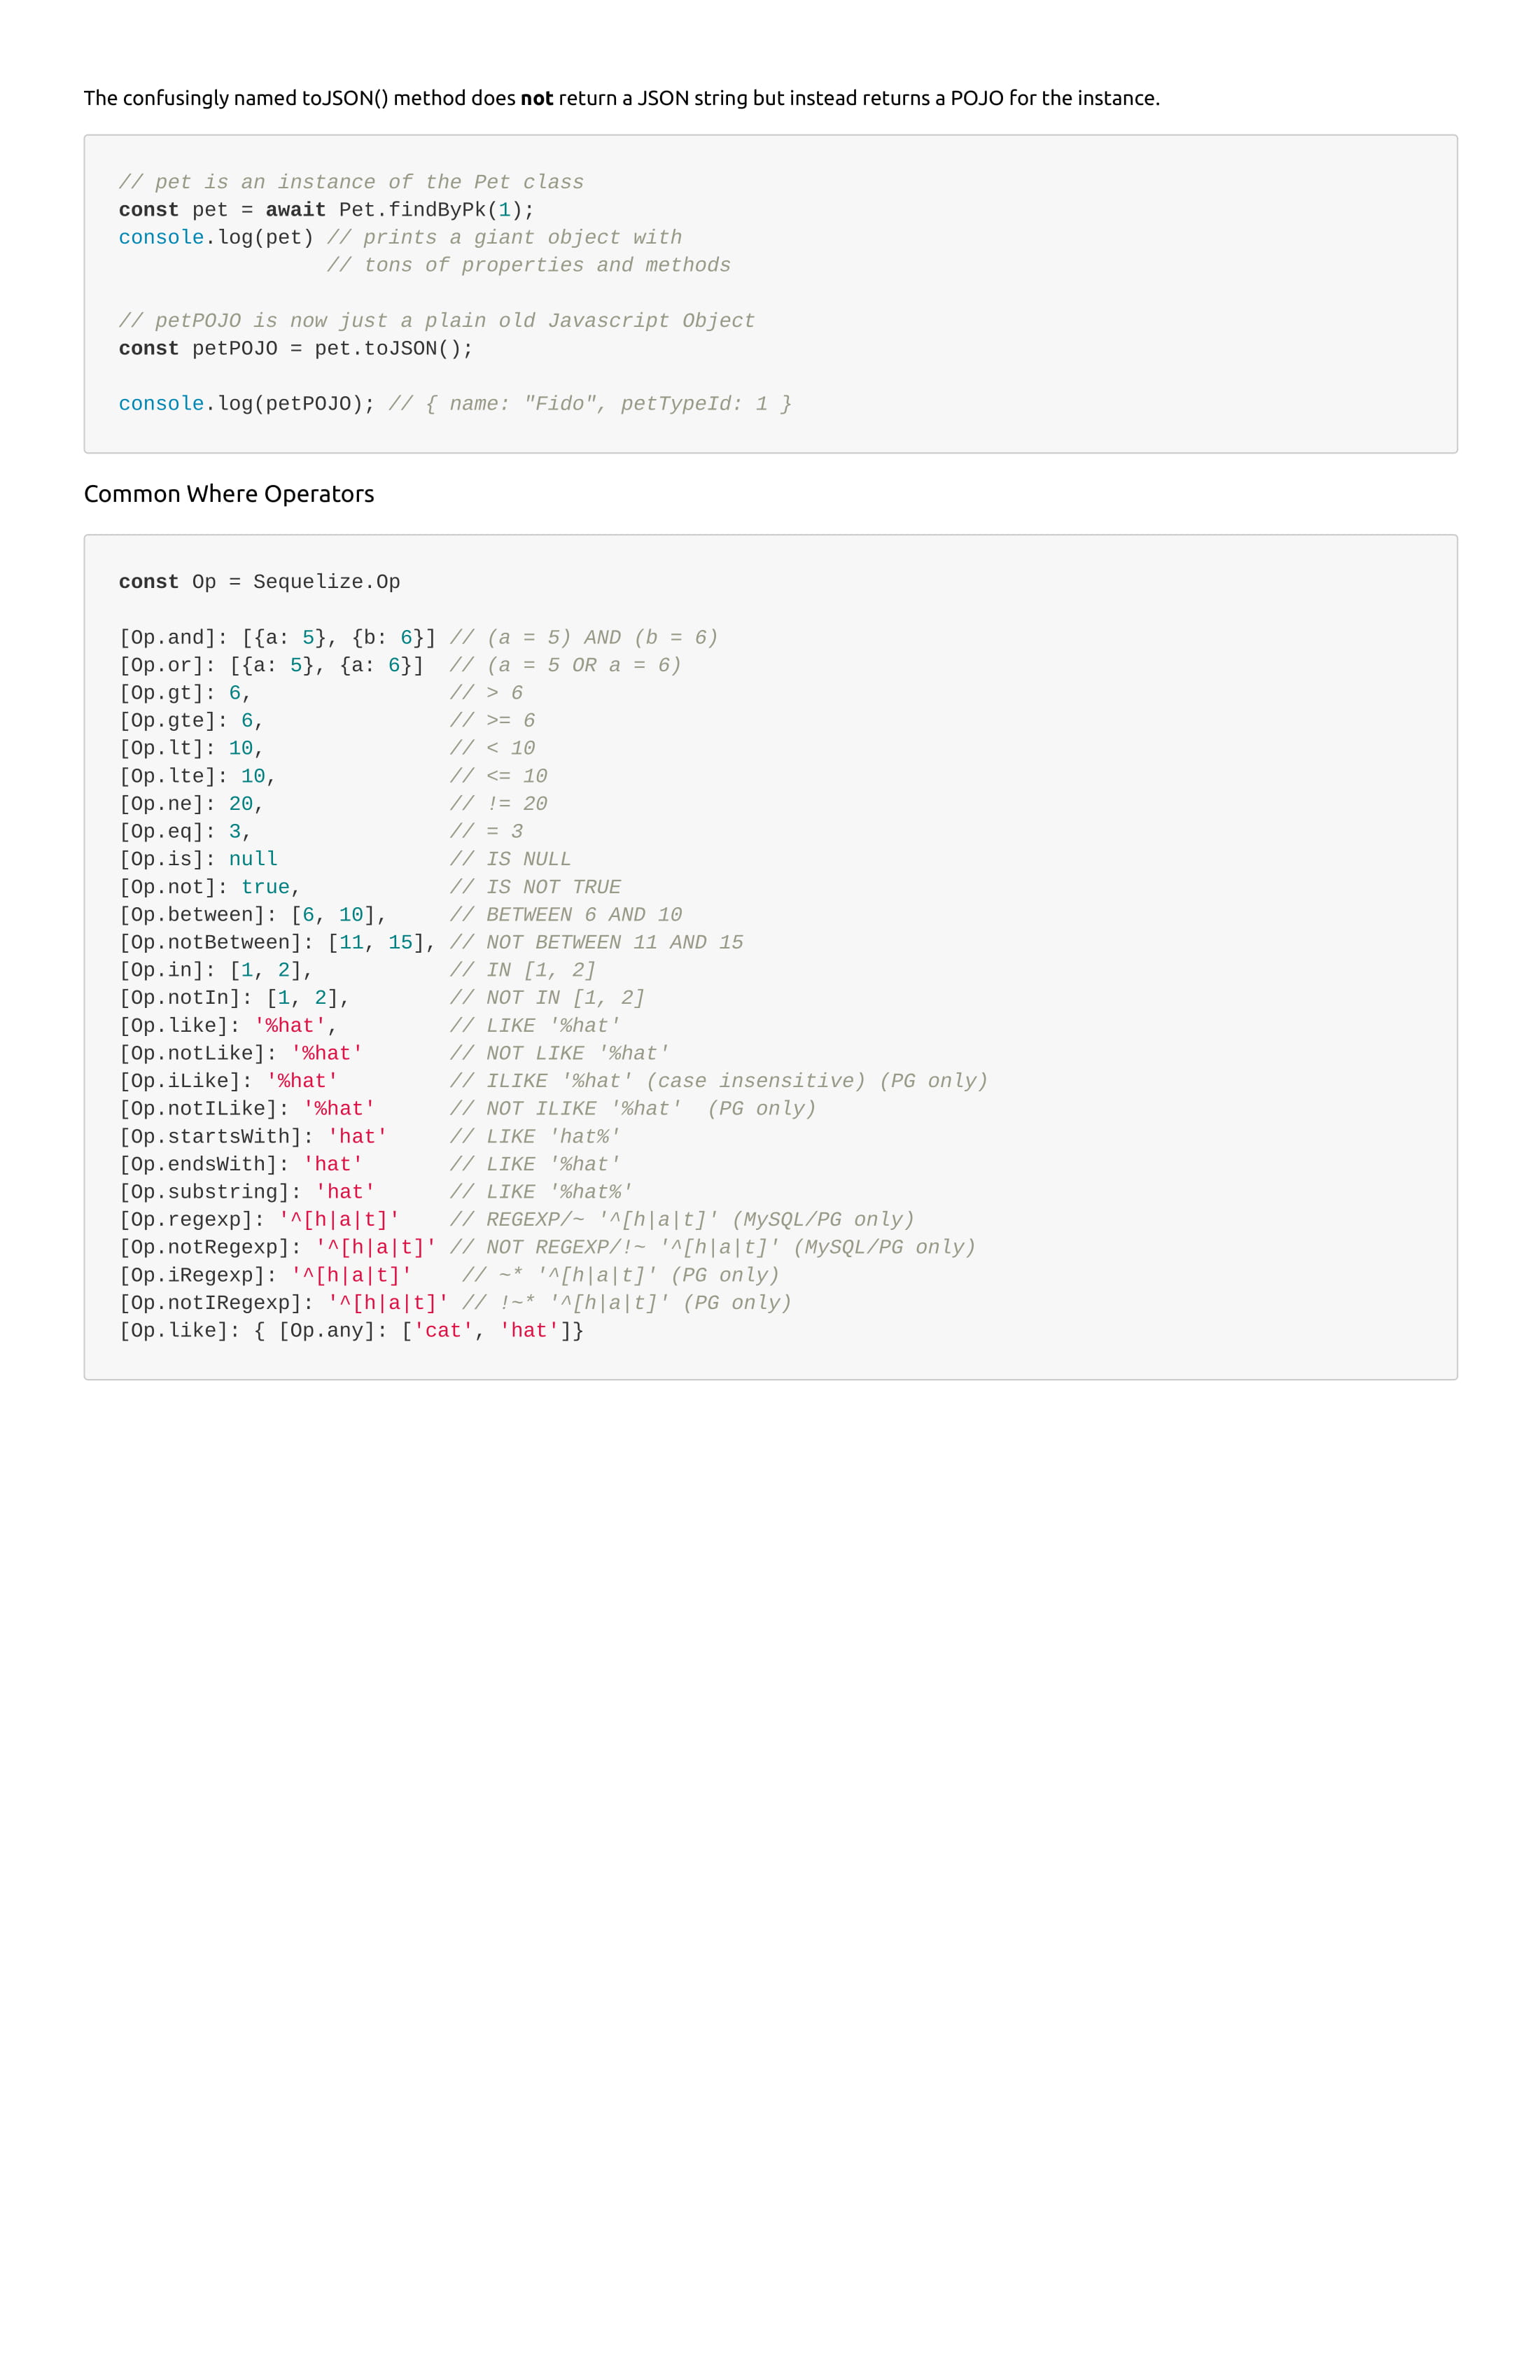 The confusingly named toJSON() method does not return a JSON string but instead returns a POJO for the instance.
// pet is an instance of the Pet class
const pet = await Pet.findByPk(1);
console.log(pet) // prints a giant object with
                 // tons of properties and methods

// petPOJO is now just a plain old Javascript Object
const petPOJO = pet.toJSON();

console.log(petPOJO); // { name: "Fido", petTypeId: 1 }
Common Where Operators
const Op = Sequelize.Op

[Op.and]: [{a: 5}, {b: 6}] // (a = 5) AND (b = 6)
[Op.or]: [{a: 5}, {a: 6}]  // (a = 5 OR a = 6)
[Op.gt]: 6,                // > 6
[Op.gte]: 6,               // >= 6
[Op.lt]: 10,               // < 10
[Op.lte]: 10,              // <= 10
[Op.ne]: 20,               // != 20
[Op.eq]: 3,                // = 3
[Op.is]: null              // IS NULL
[Op.not]: true,            // IS NOT TRUE
[Op.between]: [6, 10],     // BETWEEN 6 AND 10
[Op.notBetween]: [11, 15], // NOT BETWEEN 11 AND 15
[Op.in]: [1, 2],           // IN [1, 2]
[Op.notIn]: [1, 2],        // NOT IN [1, 2]
[Op.like]: '%hat',         // LIKE '%hat'
[Op.notLike]: '%hat'       // NOT LIKE '%hat'
[Op.iLike]: '%hat'         // ILIKE '%hat' (case insensitive) (PG only)
[Op.notILike]: '%hat'      // NOT ILIKE '%hat'  (PG only)
[Op.startsWith]: 'hat'     // LIKE 'hat%'
[Op.endsWith]: 'hat'       // LIKE '%hat'
[Op.substring]: 'hat'      // LIKE '%hat%'
[Op.regexp]: '^[h|a|t]'    // REGEXP/~ '^[h|a|t]' (MySQL/PG only)
[Op.notRegexp]: '^[h|a|t]' // NOT REGEXP/!~ '^[h|a|t]' (MySQL/PG only)
[Op.iRegexp]: '^[h|a|t]'    // ~* '^[h|a|t]' (PG only)
[Op.notIRegexp]: '^[h|a|t]' // !~* '^[h|a|t]' (PG only)
[Op.like]: { [Op.any]: ['cat', 'hat']}